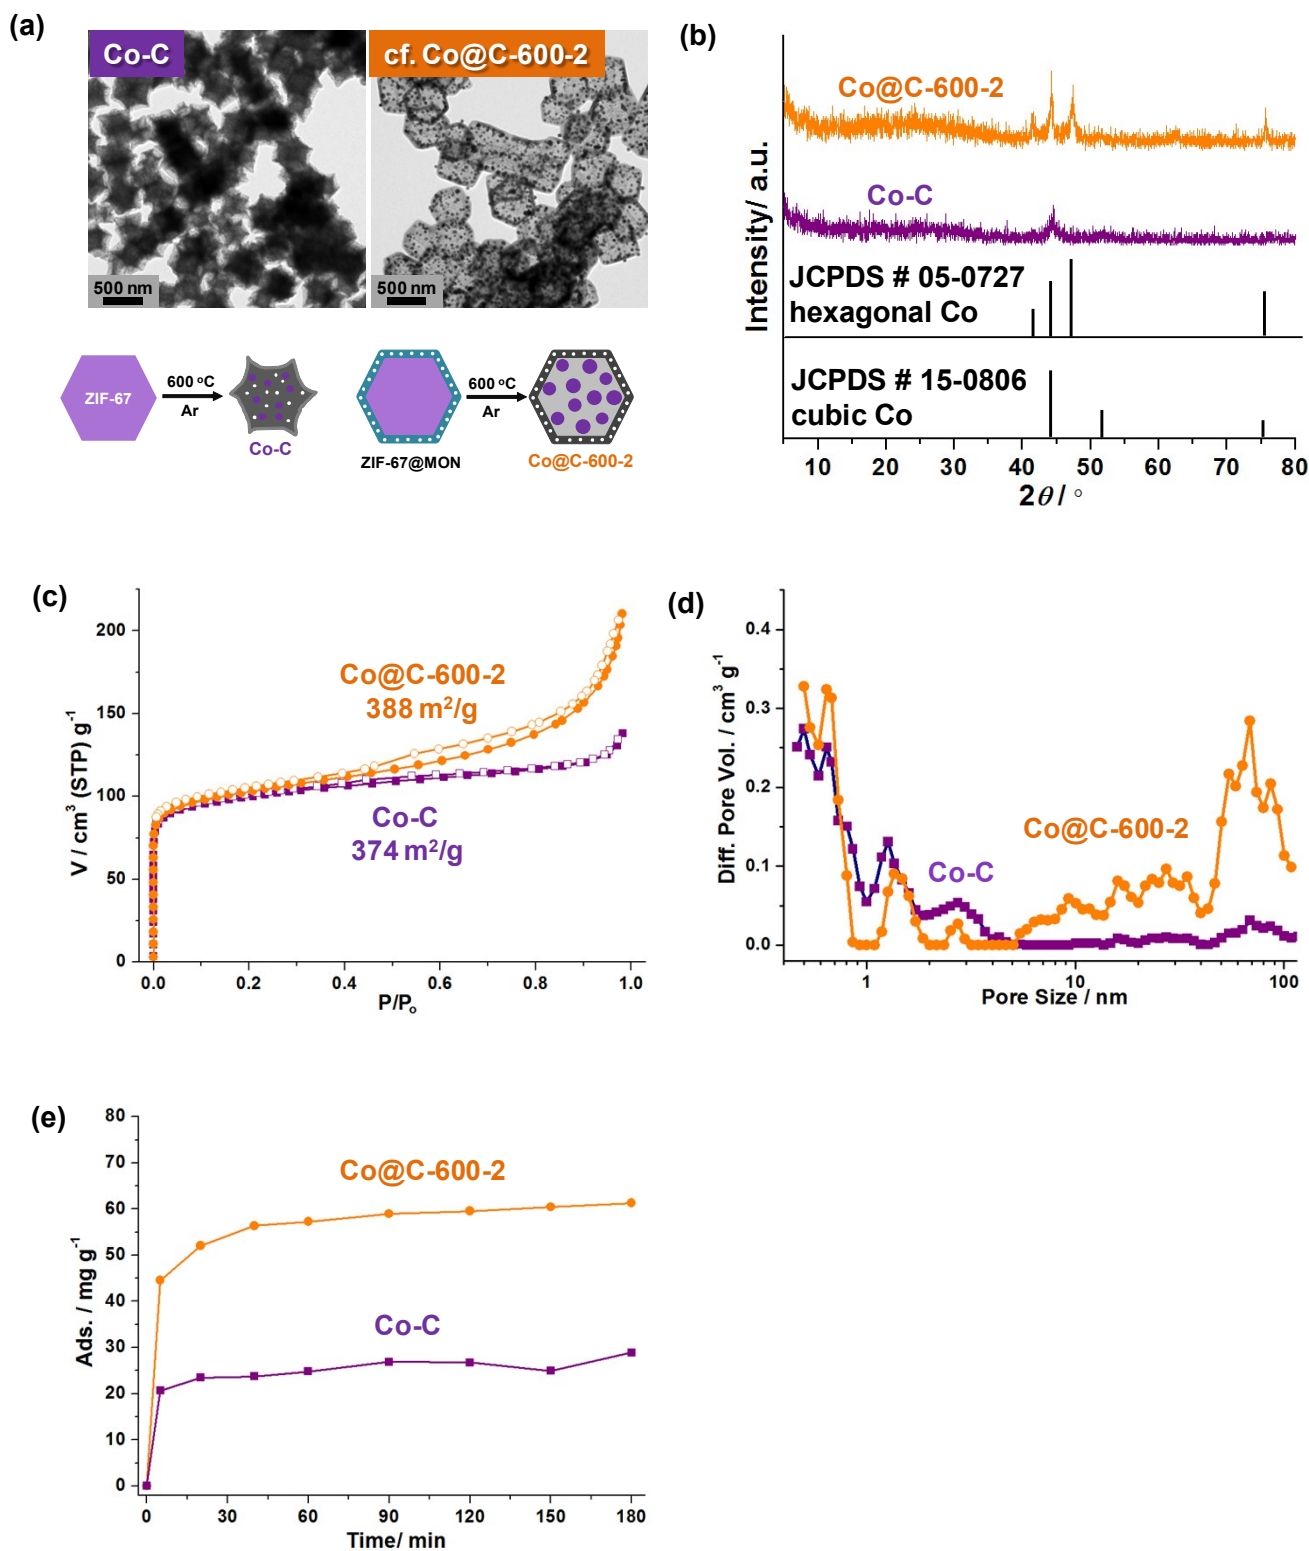 (a)
Co-C
cf. Co@C-600-2
500 nm
500 nm
ZIF-67
600 °C
Ar
Co-C
ZIF-67@MON
600 °C
Ar
Co@C-600-2
(b)
Intensity/ a.u.
Co@C-600-2
Co-C
JCPDS # 05-0727
hexagonal Co
JCPDS # 15-0806
cubic Co
10 20 30 40 50 60 70 80
2θ / °
(c)
V / cm³ (STP) g⁻¹
200
150
100
50
0
Co@C-600-2
388 m²/g
Co-C
374 m²/g
0.0 0.2 0.4 0.6 0.8 1.0
P/Pₒ
(d)
Diff. Pore Vol. / cm³ g⁻¹
0.4
0.3
0.2
0.1
0.0
Co@C-600-2
Co-C
1 10 100
Pore Size / nm
(e)
Ads. / mg g⁻¹
80
70
60
50
40
30
20
10
0
Co@C-600-2
Co-C
0 30 60 90 120 150 180
Time/ min